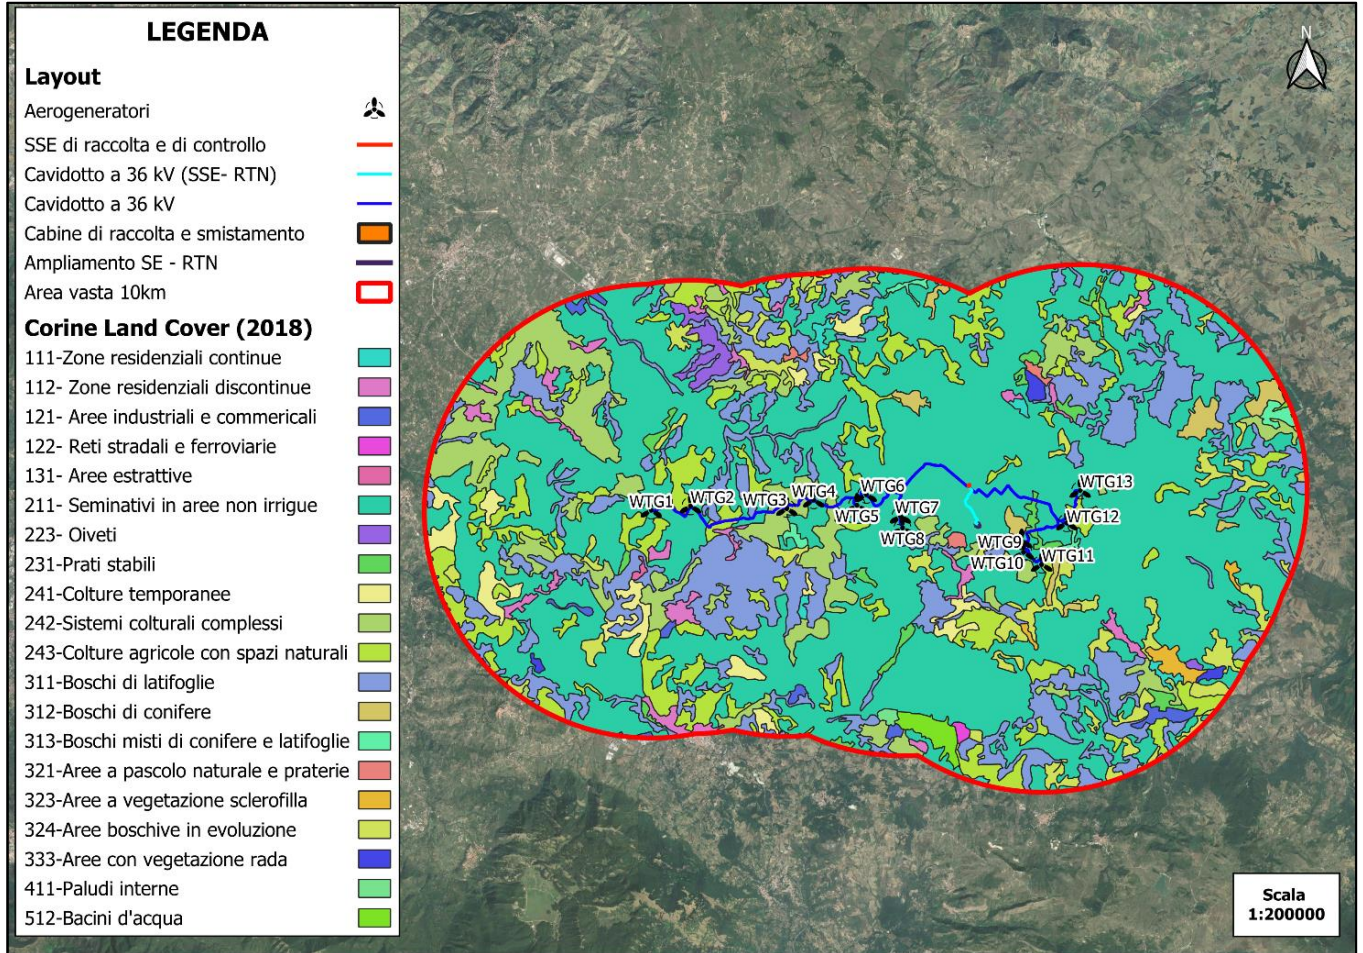 LEGENDA
Layout
Aerogeneratori
SSE di raccolta e di controllo
Cavidotto a 36 kV (SSE- RTN)
Cavidotto a 36 kV
Cabine di raccolta e smistamento
Ampliamento SE - RTN
Area vasta 10km
Corine Land Cover (2018)
111-Zone residenziali continue
112- Zone residenziali discontinue
121- Aree industriali e commericali
122- Reti stradali e ferroviarie
131- Aree estrattive
211- Seminativi in aree non irrigue
223- Oiveti
231-Prati stabili
241-Colture temporanee
242-Sistemi colturali complessi
243-Colture agricole con spazi naturali
311-Boschi di latifoglie
312-Boschi di conifere
313-Boschi misti di conifere e latifoglie
321-Aree a pascolo naturale e praterie
323-Aree a vegetazione sclerofilla
324-Aree boschive in evoluzione
333-Aree con vegetazione rada
411-Paludi interne
512-Bacini d'acqua
N
WTG1
WTG2
WTG3
WTG4
WTG5
WTG6
WTG7
WTG8
WTG9
WTG10
WTG11
WTG12
WTG13
Scala
1:200000